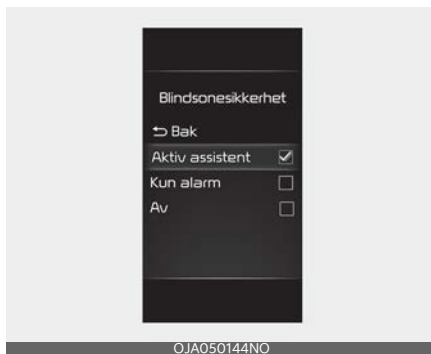 Blindsonesikkerhet
Bak
Aktiv assistent
Kun alarm
Av
OJA050144NO